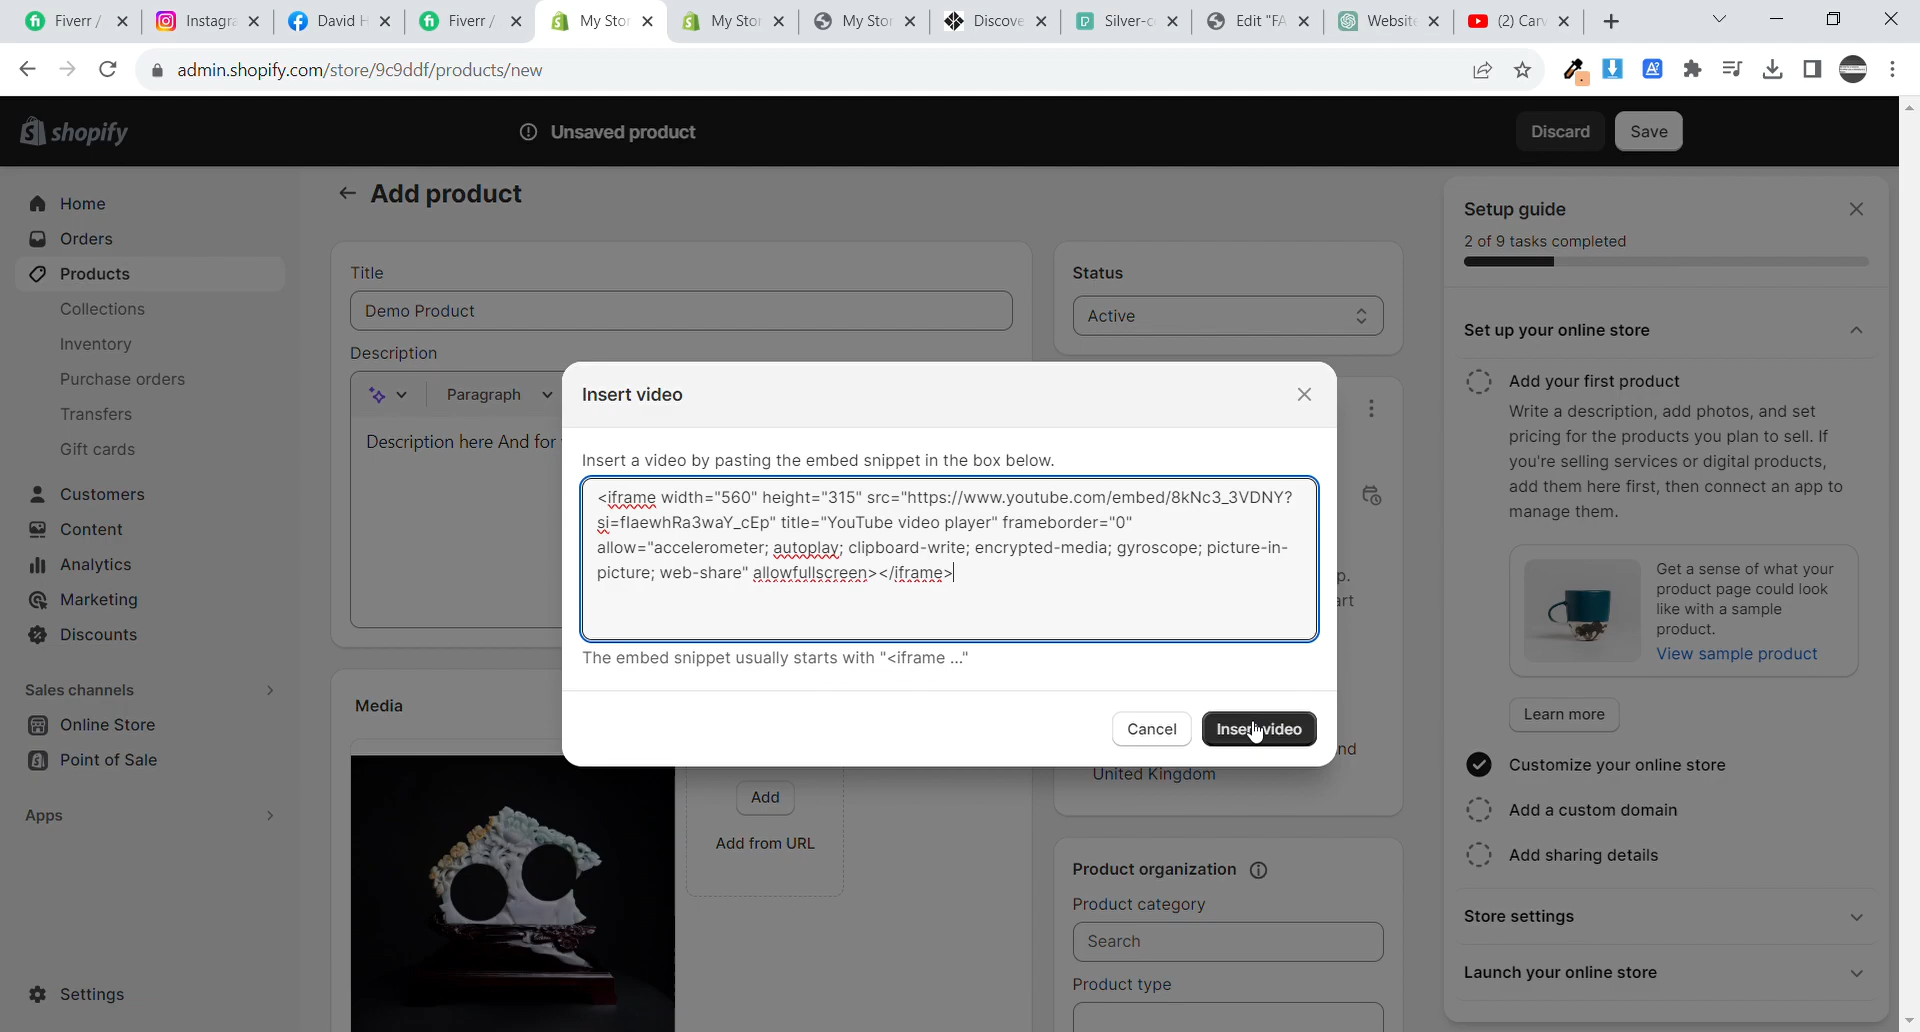 Fiverr /
Instagra
David H
Fiverr /
My Stor
My Stor
My Stor
Discove
Silver-c
Edit "FA
Website
(2) Carv
admin.shopify.com/store/9c9ddf/products/new
shopify
Unsaved product
Discard
Save
Home
Orders
Products
Collections
Inventory
Purchase orders
Transfers
Gift cards
Customers
Content
Analytics
Marketing
Discounts
Sales channels
Online Store
Point of Sale
Apps
Settings
Add product
Title
Demo Product
Description
Paragraph
Description here And for
Media
Add
Add from URL
Status
Active
Insert video
Insert a video by pasting the embed snippet in the box below.
<iframe width="560" height="315" src="https://www.youtube.com/embed/8kNc3_3VDNY?
si=flaewhRa3waY_cEp" title="YouTube video player" frameborder="0"
allow="accelerometer; autoplay; clipboard-write; encrypted-media; gyroscope; picture-in-
picture; web-share" allowfullscreen></iframe>
The embed snippet usually starts with "<iframe ..."
Cancel
Insert video
p.
art
nd
United Kingdom
Product organization
Product category
Search
Product type
Setup guide
2 of 9 tasks completed
Set up your online store
Add your first product
Write a description, add photos, and set
pricing for the products you plan to sell. If
you're selling services or digital products,
add them here first, then connect an app to
manage them.
Get a sense of what your
product page could look
like with a sample
product.
View sample product
Learn more
Customize your online store
Add a custom domain
Add sharing details
Store settings
Launch your online store